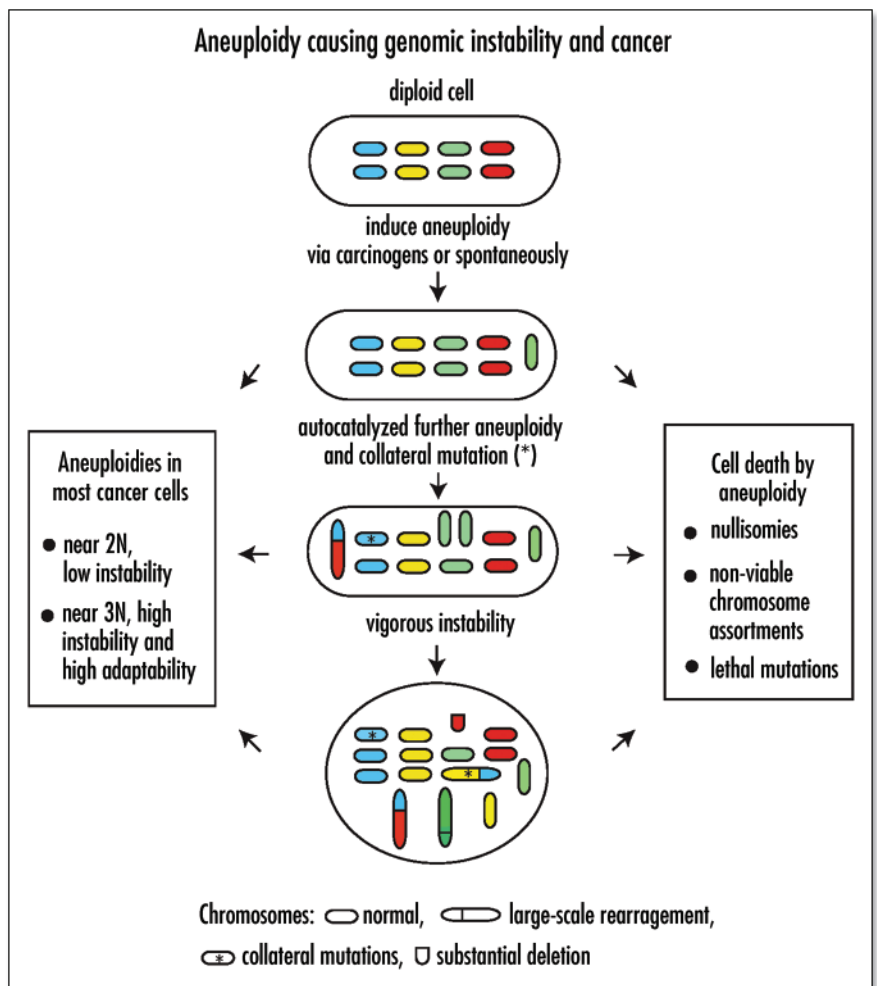 Aneuploidy causing genomic instability and cancer
diploid cell
induce aneuploidy
via carcinogens or spontaneously
autocatalyzed further aneuploidy
and collateral mutation (*)
Aneuploidies in
most cancer cells
● near 2N,
low instability
● near 3N, high
instability and
high adaptability
Cell death by
aneuploidy
● nullisomies
● non-viable
chromosome
assortments
● lethal mutations
*
vigorous instability
*
*
Chromosomes: normal, large-scale rearragement,
* collateral mutations, substantial deletion